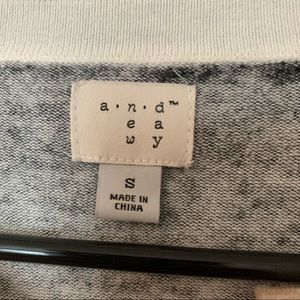 a · n · d™
e a
w y
S
MADE IN
CHINA